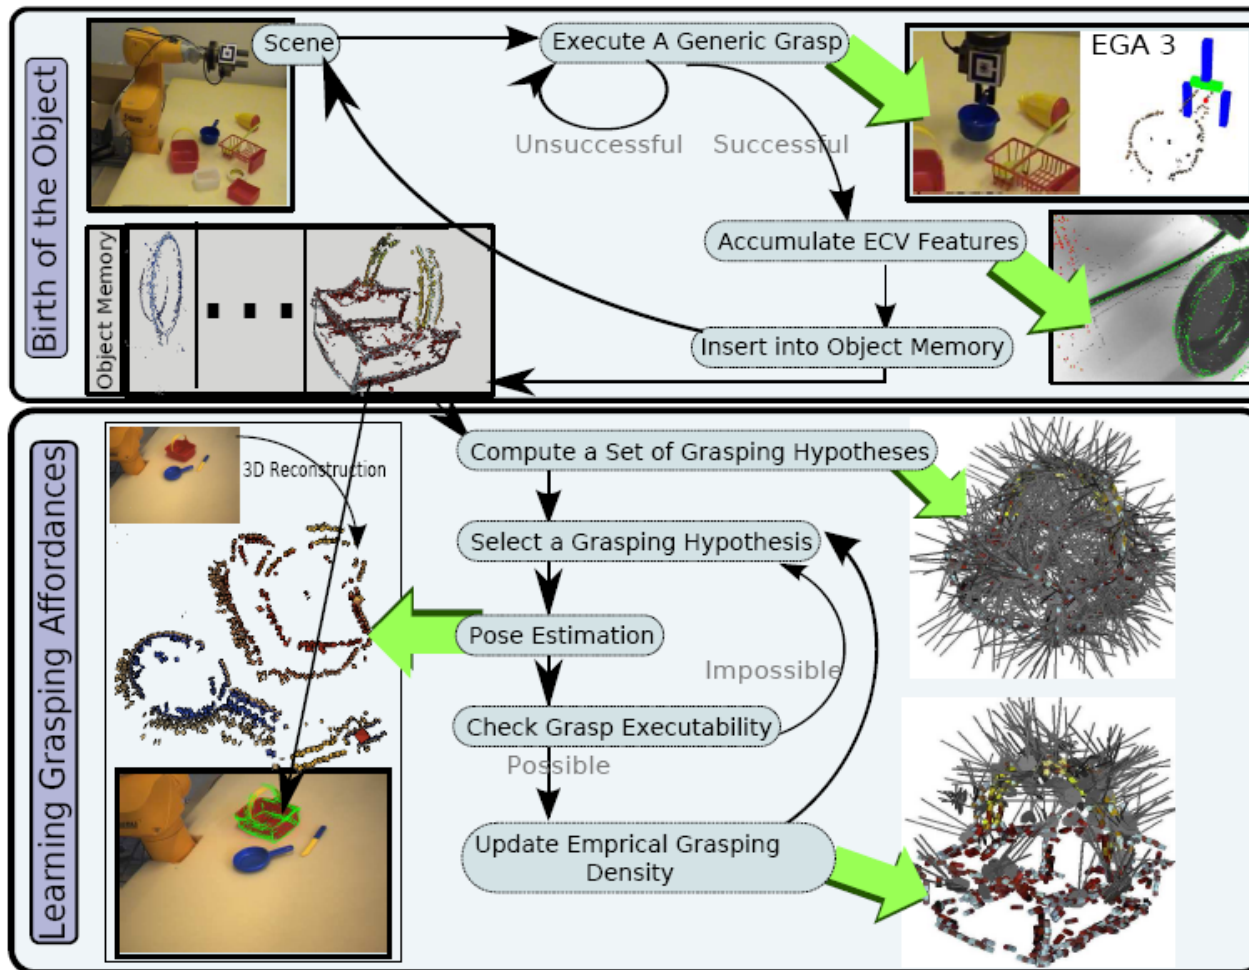 Birth of the Object
Scene
Execute A Generic Grasp
EGA 3
Unsuccessful
Successful
Accumulate ECV Features
Object Memory
Insert into Object Memory
Learning Grasping Affordances
3D Reconstruction
Compute a Set of Grasping Hypotheses
Select a Grasping Hypothesis
Pose Estimation
Impossible
Check Grasp Executability
Possible
Update Emprical Grasping
Density